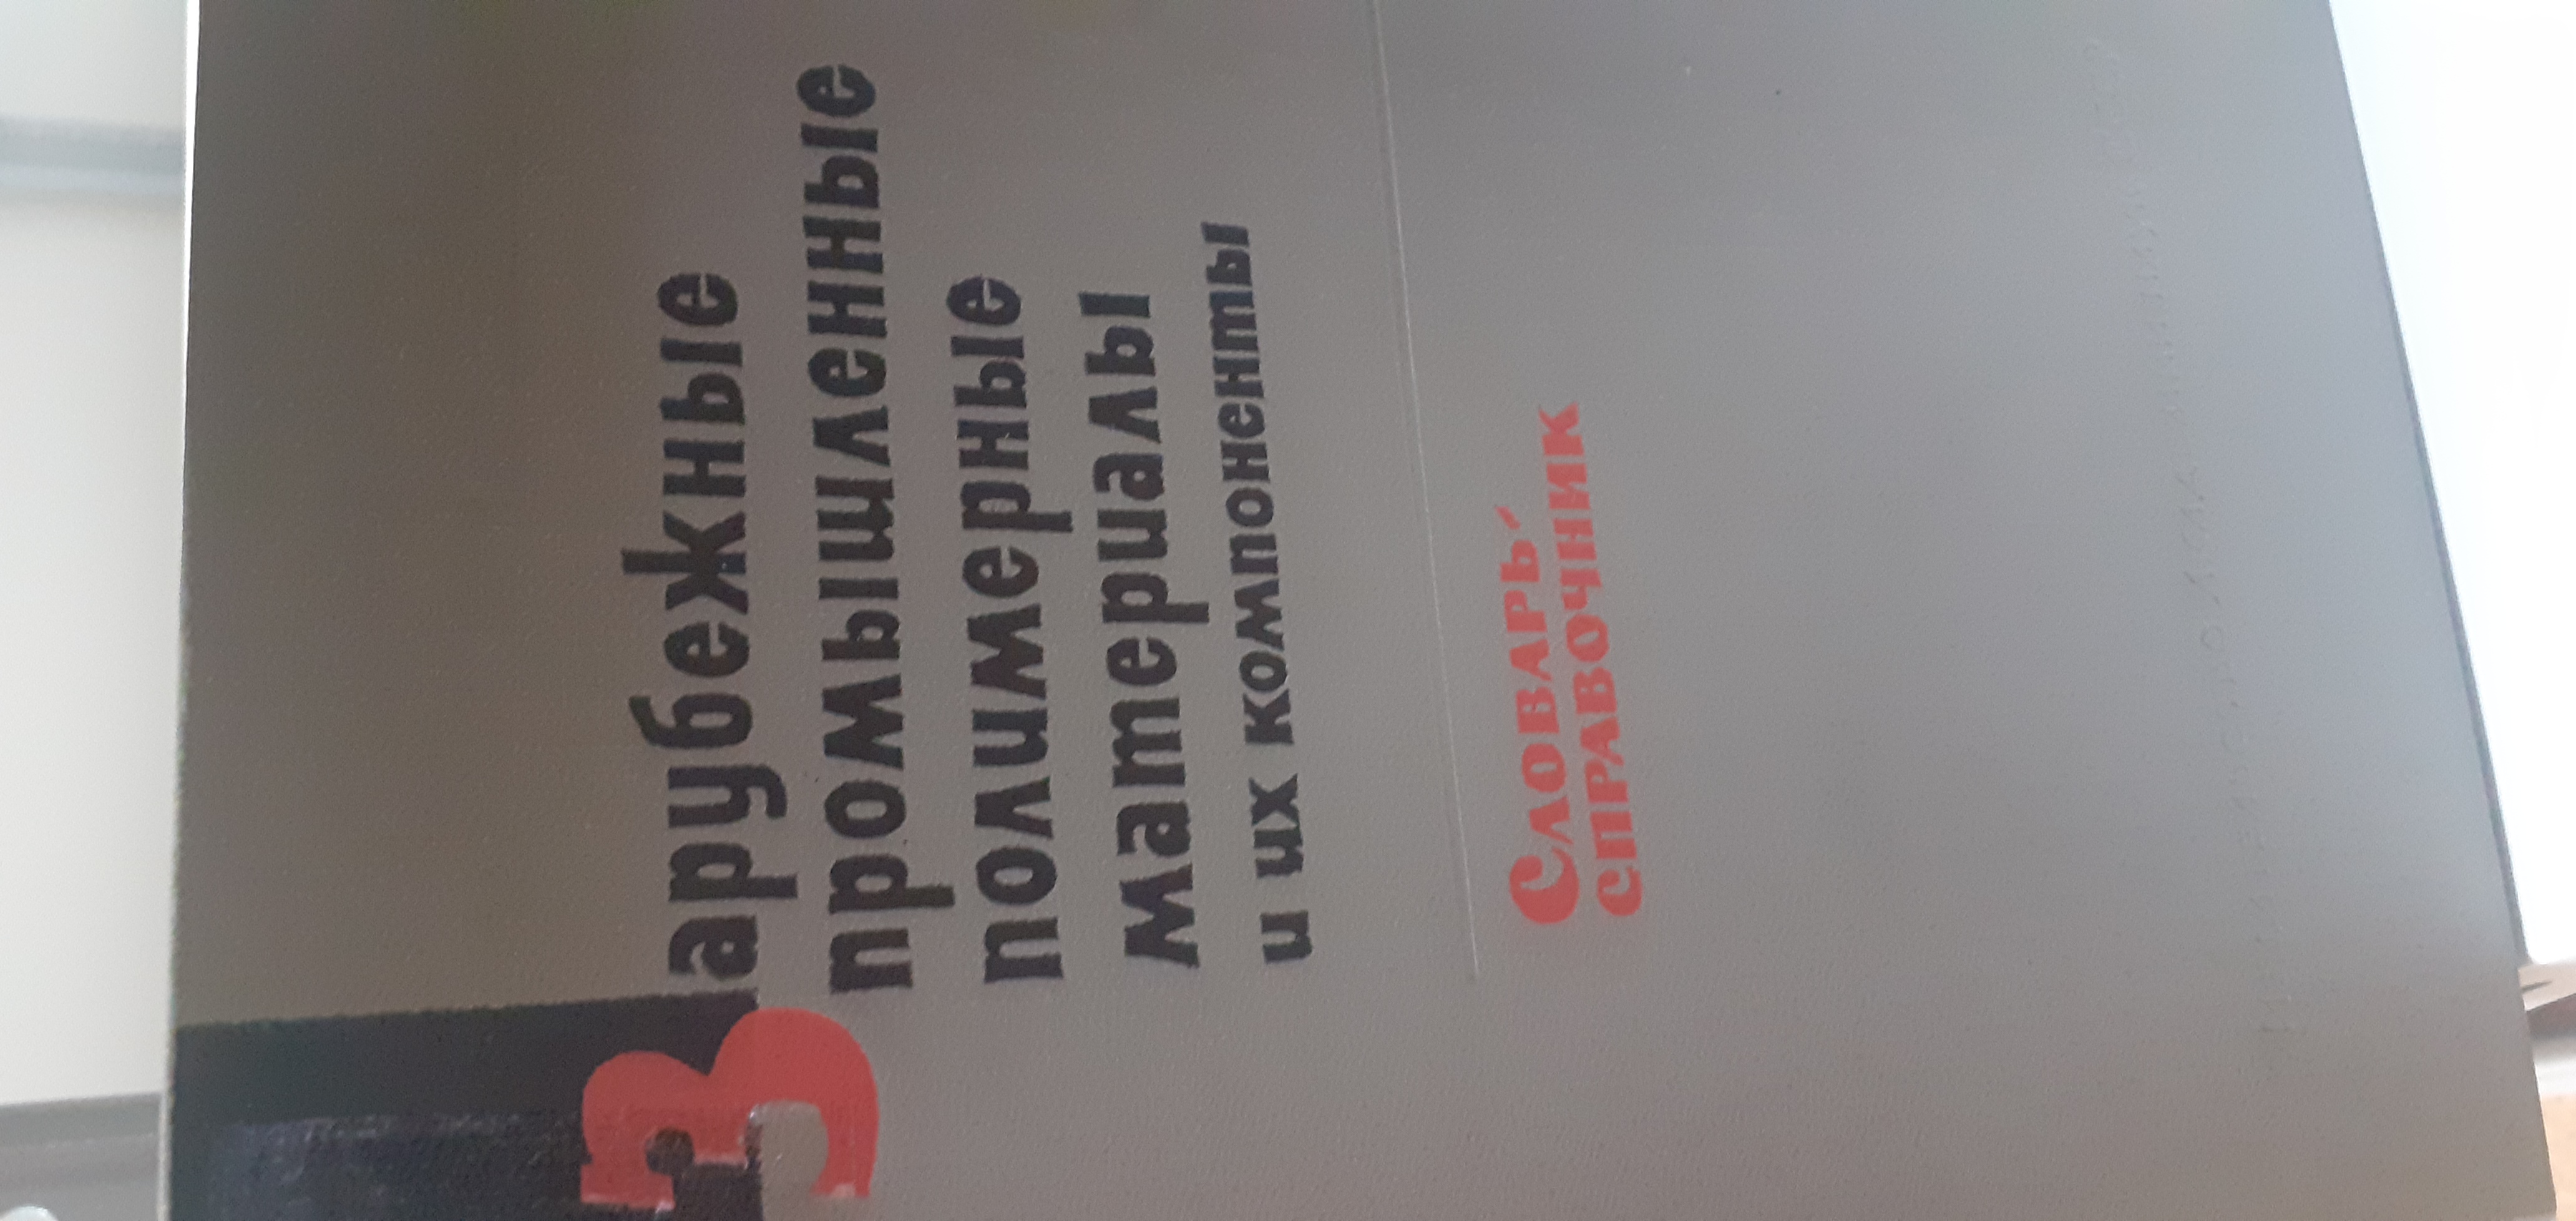 Зарубежные
промышленные
полимерные
материалы
и их компоненты
Словарь-
справочник